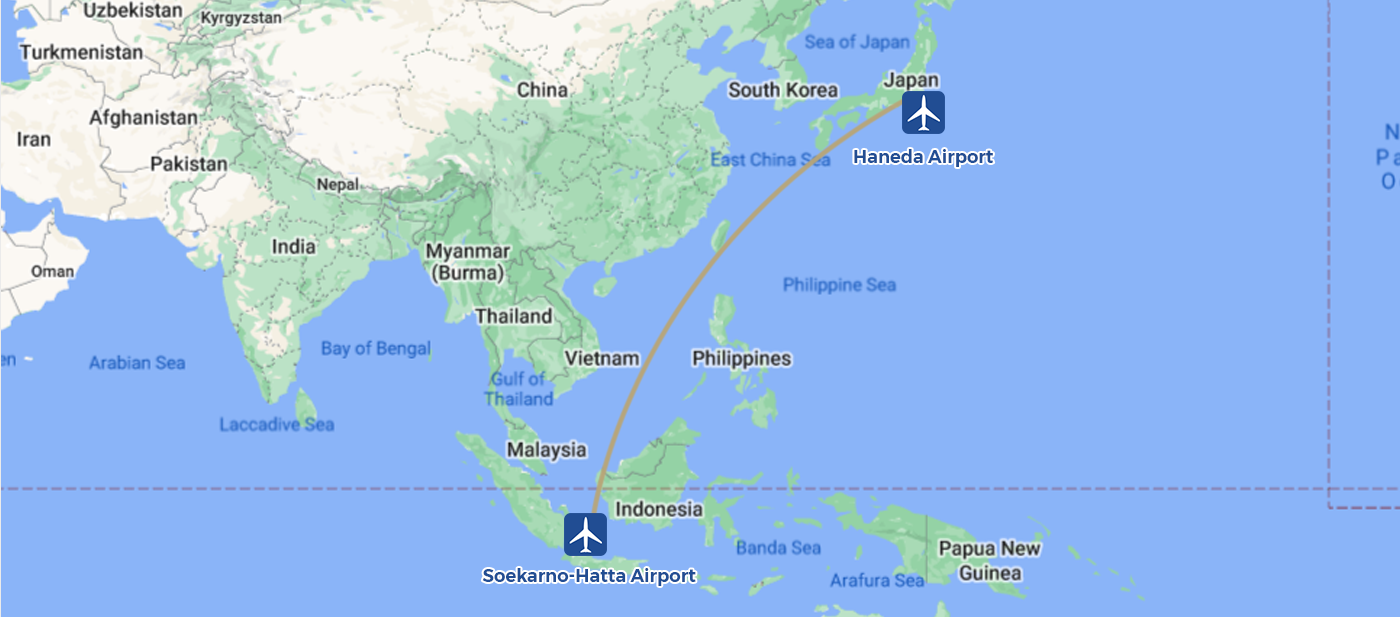 Uzbekistan
Kyrgyzstan
Sea of Japan
Turkmenistan
China
South Korea
Japan
Afghanistan
Iran
N
P a
O
Pakistan
East China Sea
Haneda Airport
Nepal
India
Myanmar
(Burma)
Oman
Philippine Sea
Thailand
Bay of Bengal
en
Arabian Sea
Vietnam
Philippines
Gulf of
Thailand
Laccadive Sea
Malaysia
Indonesia
Banda Sea
Papua New
Guinea
Soekarno-Hatta Airport
Arafura Sea